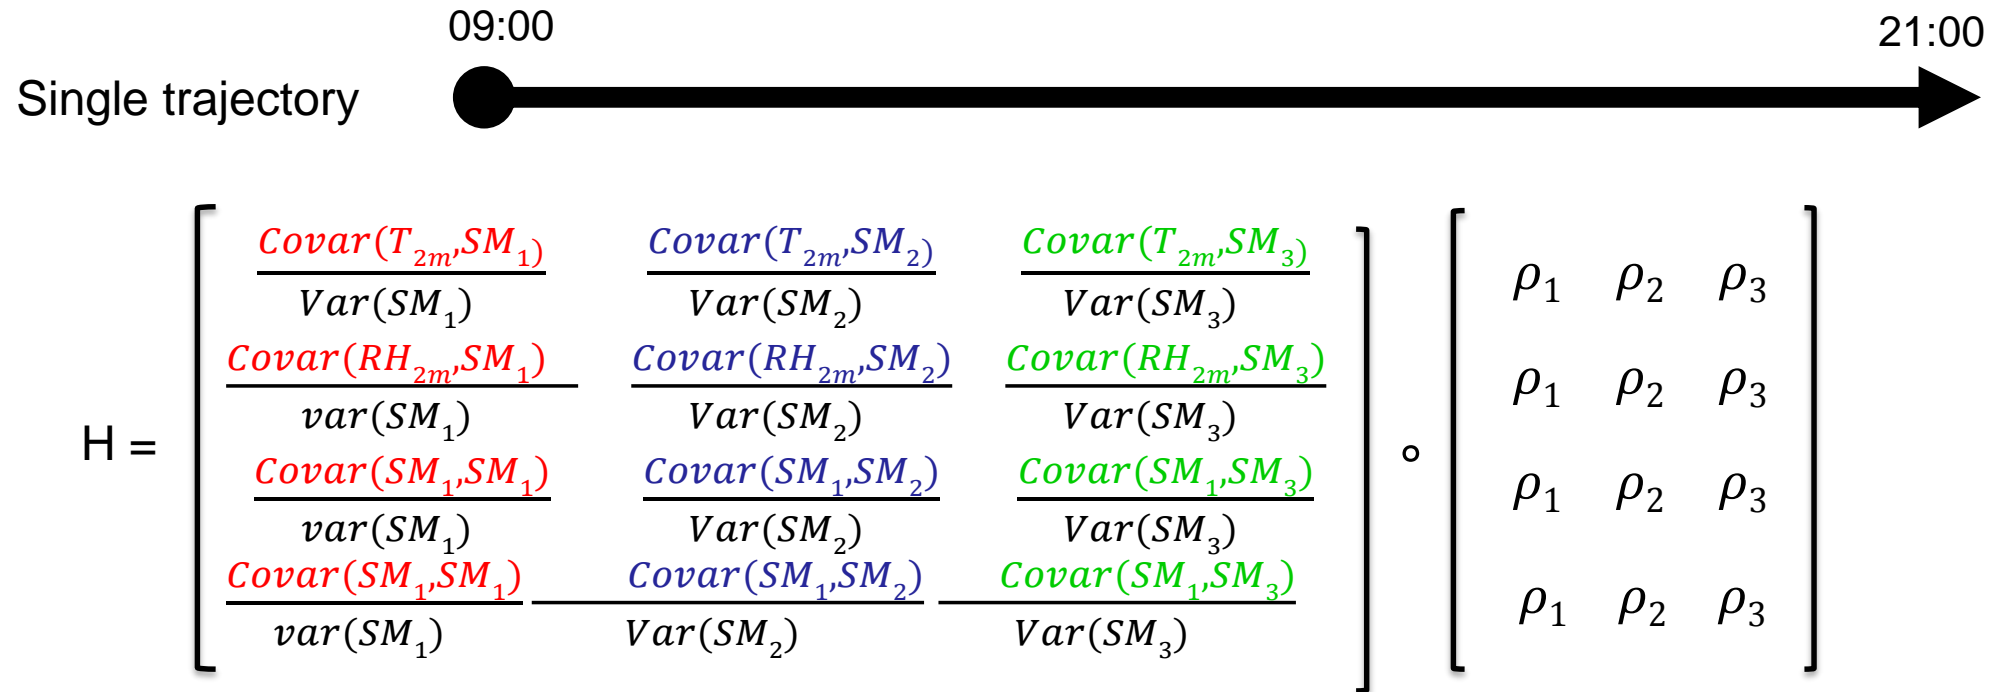 09:00 21:00
Single trajectory
Covar(T₂ₘ,SM₁) Covar(T₂ₘ,SM₂) Covar(T₂ₘ,SM₃)
Var(SM₁) Var(SM₂) Var(SM₃)
ρ₁ ρ₂ ρ₃
Covar(RH₂ₘ,SM₁) Covar(RH₂ₘ,SM₂) Covar(RH₂ₘ,SM₃)
var(SM₁) Var(SM₂) Var(SM₃)
ρ₁ ρ₂ ρ₃
H = ∘
Covar(SM₁,SM₁) Covar(SM₁,SM₂) Covar(SM₁,SM₃)
var(SM₁) Var(SM₂) Var(SM₃)
ρ₁ ρ₂ ρ₃
Covar(SM₁,SM₁) Covar(SM₁,SM₂) Covar(SM₁,SM₃)
var(SM₁) Var(SM₂) Var(SM₃)
ρ₁ ρ₂ ρ₃